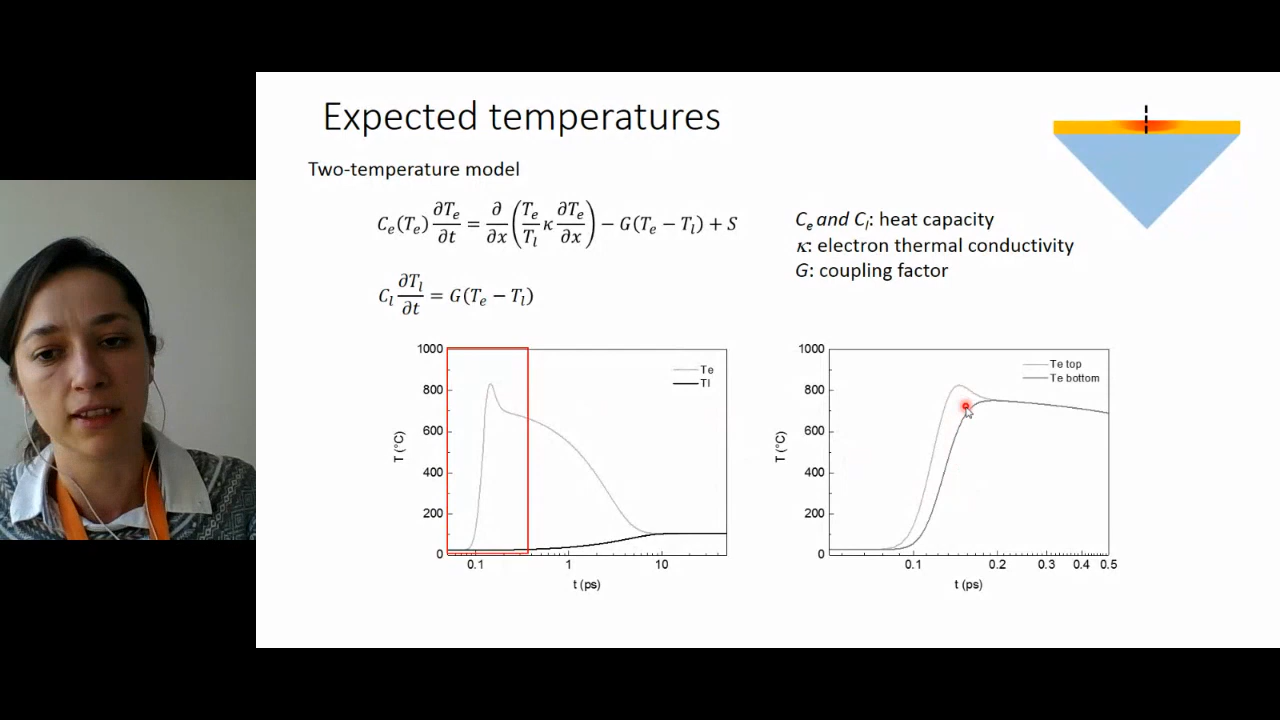 Expected temperatures
Two-temperature model
C_e(T_e) ∂T_e/∂t = ∂/∂x (T_e/T_l κ ∂T_e/∂x) − G(T_e − T_l) + S
C_l ∂T_l/∂t = G(T_e − T_l)
C_e and C_l: heat capacity
κ: electron thermal conductivity
G: coupling factor
1000
800
600
400
200
0
T (°C)
0.1 1 10
t (ps)
Te
Tl
1000
800
600
400
200
0
T (°C)
0.1 0.2 0.3 0.4 0.5
t (ps)
Te top
Te bottom